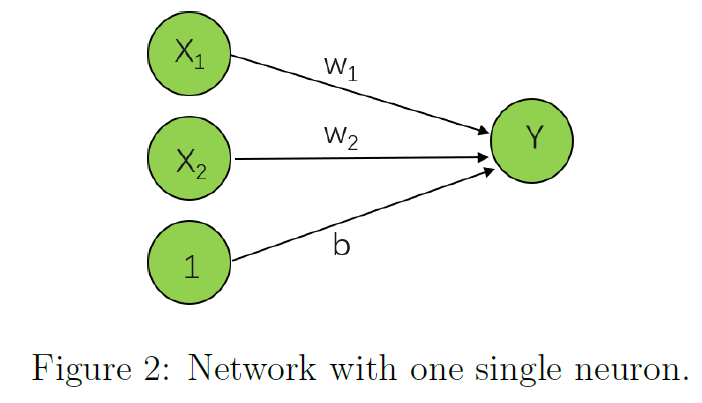 X₁
w₁
w₂
Y
X₂
1
b
Figure 2: Network with one single neuron.